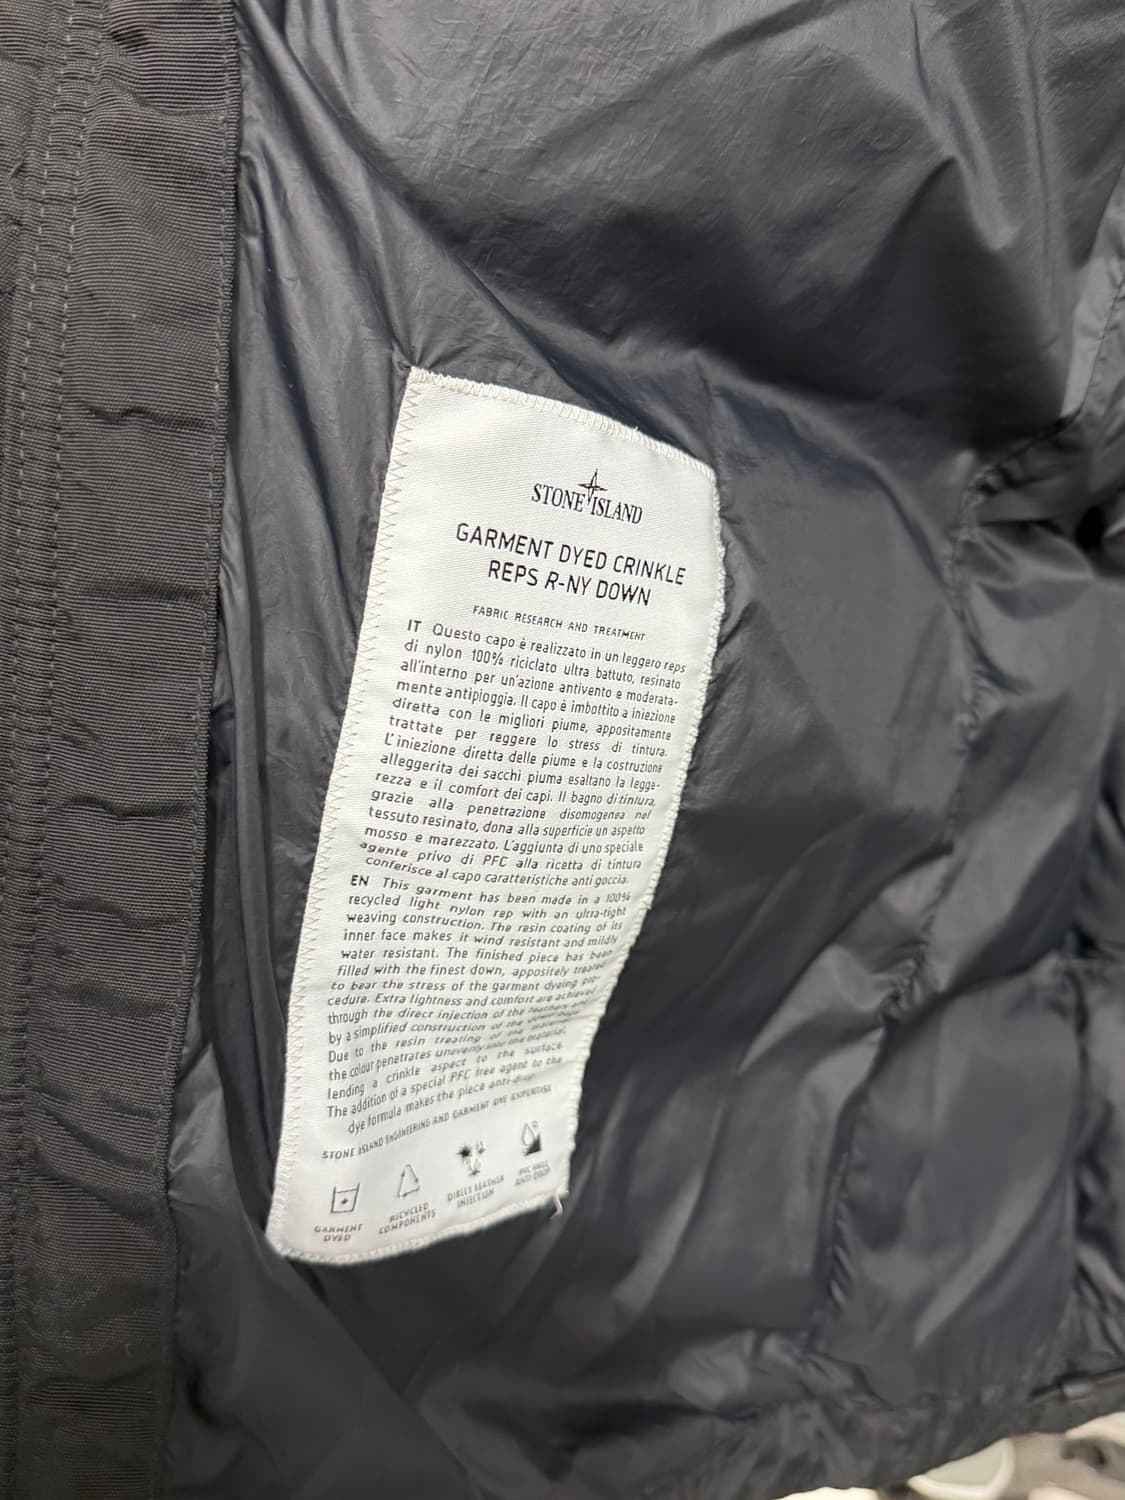 STONE ISLAND
GARMENT DYED CRINKLE
REPS R-NY DOWN
FABRIC RESEARCH AND TREATMENT
IT Questo capo è realizzato in un leggero reps
di nylon 100% riciclato ultra battuto, resinato
all'interno per un'azione antivento e moderata-
mente antipioggia. Il capo è imbottito a iniezione
diretta con le migliori piume, appositamente
trattate per reggere lo stress di tintura.
L'iniezione diretta delle piume e la costruzione
alleggerita dei sacchi piuma esaltano la legge-
rezza e il comfort dei capi. Il bagno di tintura,
grazie alla penetrazione disomogenea nel
tessuto resinato, dona alla superficie un aspetto
mosso e marezzato. L'aggiunta di uno speciale
agente privo di PFC alla ricetta di tintura
conferisce al capo caratteristiche anti goccia.
EN This garment has been made in a 100%
recycled light nylon rep with an ultra-tight
weaving construction. The resin coating of its
inner face makes it wind resistant and mildly
water resistant. The finished piece has been
filled with the finest down, appositely treated
to bear the stress of the garment dyeing pro-
cedure. Extra lightness and comfort are achieved
through the direct injection of the feathers and
by a simplified construction of the down bags.
Due to the resin treating of the material,
the colour penetrates unevenly into the material,
lending a crinkle aspect to the surface
The addition of a special PFC free agent to the
dye formula makes the piece anti-drop
STONE ISLAND ENGINEERING AND GARMENT DYE EXPERTISE
GARMENT
DYED
RECYCLED
COMPONENTS
DIRECT FEATHER
INJECTION
PFC FREE
ANTI-DROP